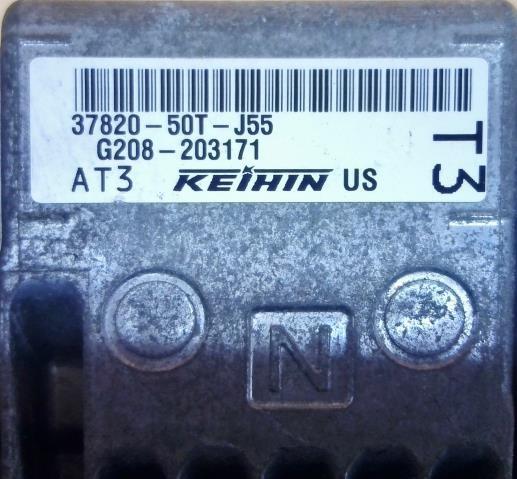 37820-50T-J55
G208-203171
AT3 KEIHIN US
T3
N